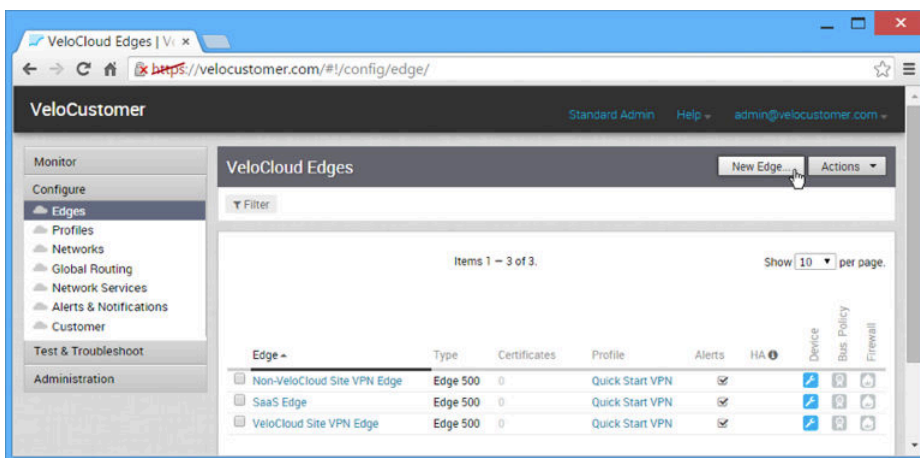 VeloCloud Edges | V
https://velocustomer.com/#!/config/edge/
VeloCustomer
Standard Admin Help admin@velocustomer.com
Monitor
Configure
Edges
Profiles
Networks
Global Routing
Network Services
Alerts & Notifications
Customer
Test & Troubleshoot
Administration
VeloCloud Edges
New Edge... Actions
Filter
Items 1 – 3 of 3.
Show 10 per page.
Edge Type Certificates Profile Alerts HA Device Bus. Policy Firewall
Non-VeloCloud Site VPN Edge Edge 500 0 Quick Start VPN
SaaS Edge Edge 500 0 Quick Start VPN
VeloCloud Site VPN Edge Edge 500 0 Quick Start VPN